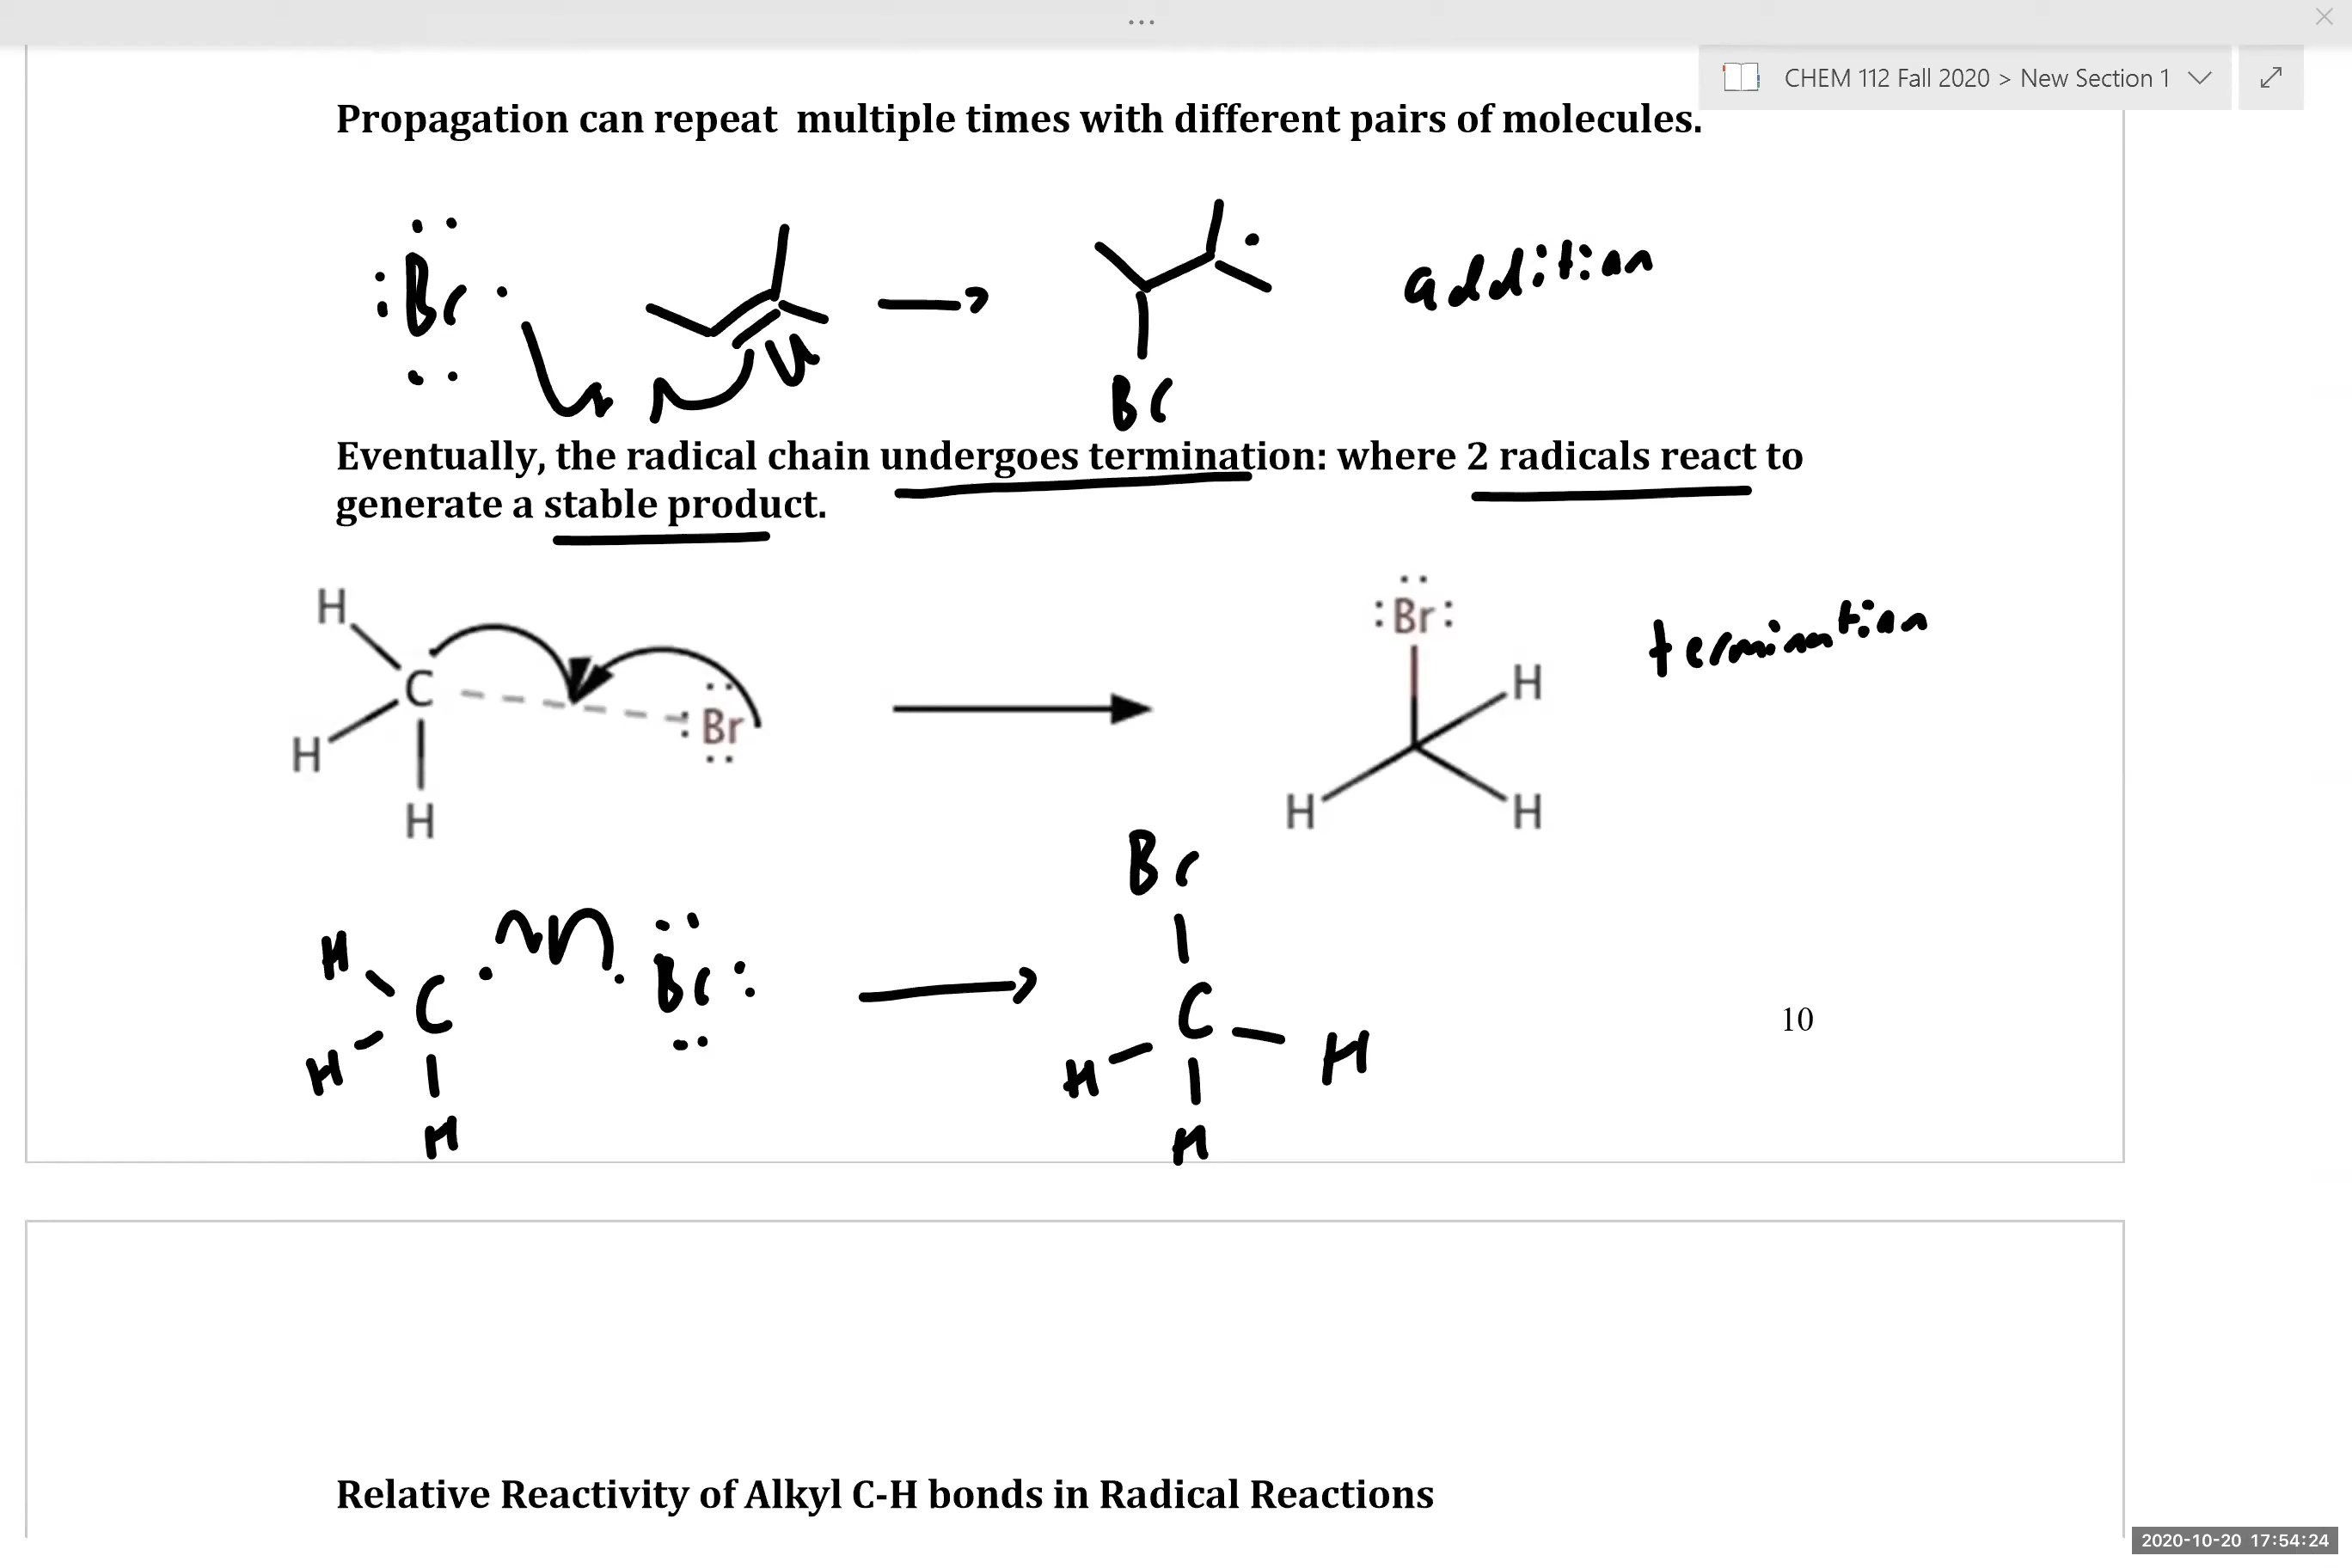 CHEM 112 Fall 2020 > New Section 1
Propagation can repeat multiple times with different pairs of molecules.
:Br·
Br
addition
Eventually, the radical chain undergoes termination: where 2 radicals react to
generate a stable product.
H
C
H
H
:Br
:Br:
H
H
H
termination
H
C
H
H
Br:
Br
C
H
H
H
10
Relative Reactivity of Alkyl C-H bonds in Radical Reactions
2020-10-20 17:54:24